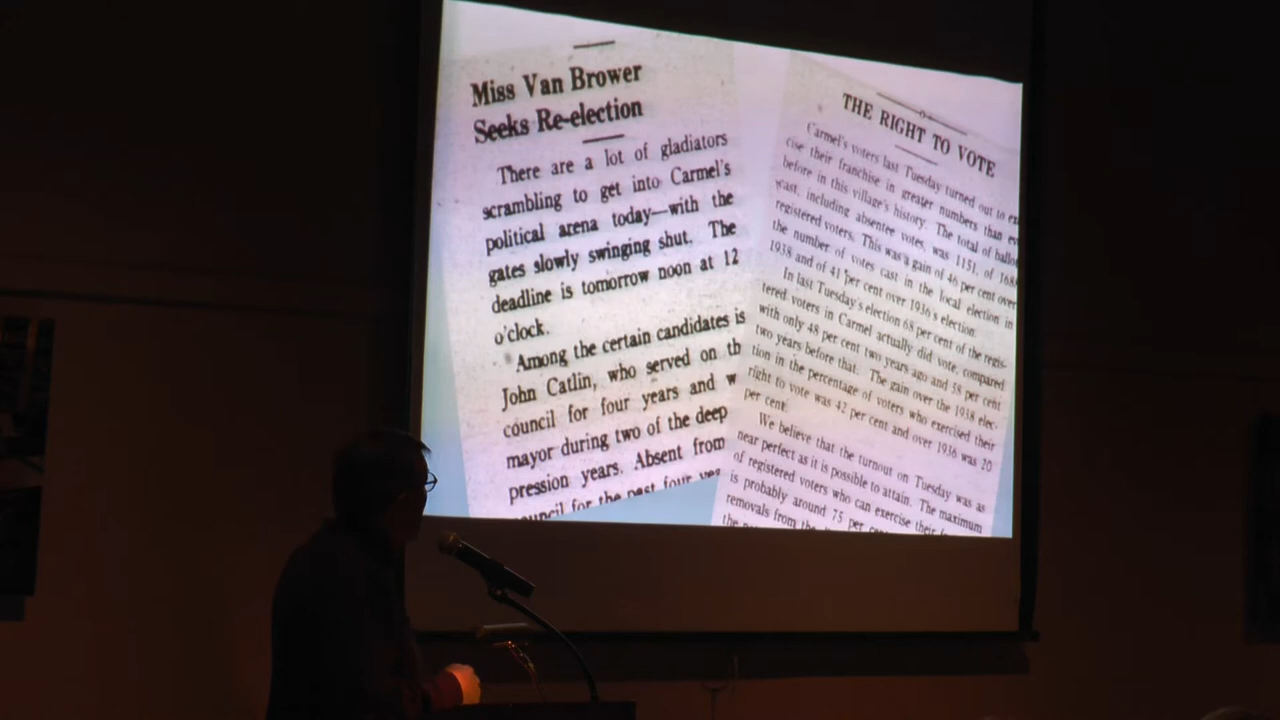 Miss Van Brower
Seeks Re-election
There are a lot of gladiators
scrambling to get into Carmel's
political arena today—with the
gates slowly swinging shut. The
deadline is tomorrow noon at 12
o'clock.
Among the certain candidates is
John Catlin, who served on th
council for four years and w
mayor during two of the deep
pression years. Absent from
ouncil for the past four yea
THE RIGHT TO VOTE
Carmel's voters last Tuesday turned out to ex
cise their franchise in greater numbers than ev
before in this village's history. The total of ballo
cast, including absentee votes, was 1151, of 168
registered voters. This was a gain of 46 per cent over
the number of votes cast in the local election in
1938 and of 41 per cent over 1936's election.
In last Tuesday's election 68 per cent of the regis-
tered voters in Carmel actually did vote, compared
with only 48 per cent two years ago and 58 per cent
two years before that. The gain over the 1938 elec-
tion in the percentage of voters who exercised their
right to vote was 42 per cent and over 1936 was 20
per cent.
We believe that the turnout on Tuesday was as
near perfect as it is possible to attain. The maximum
of registered voters who can exercise their
is probably around 75 per cen
removals from the
the